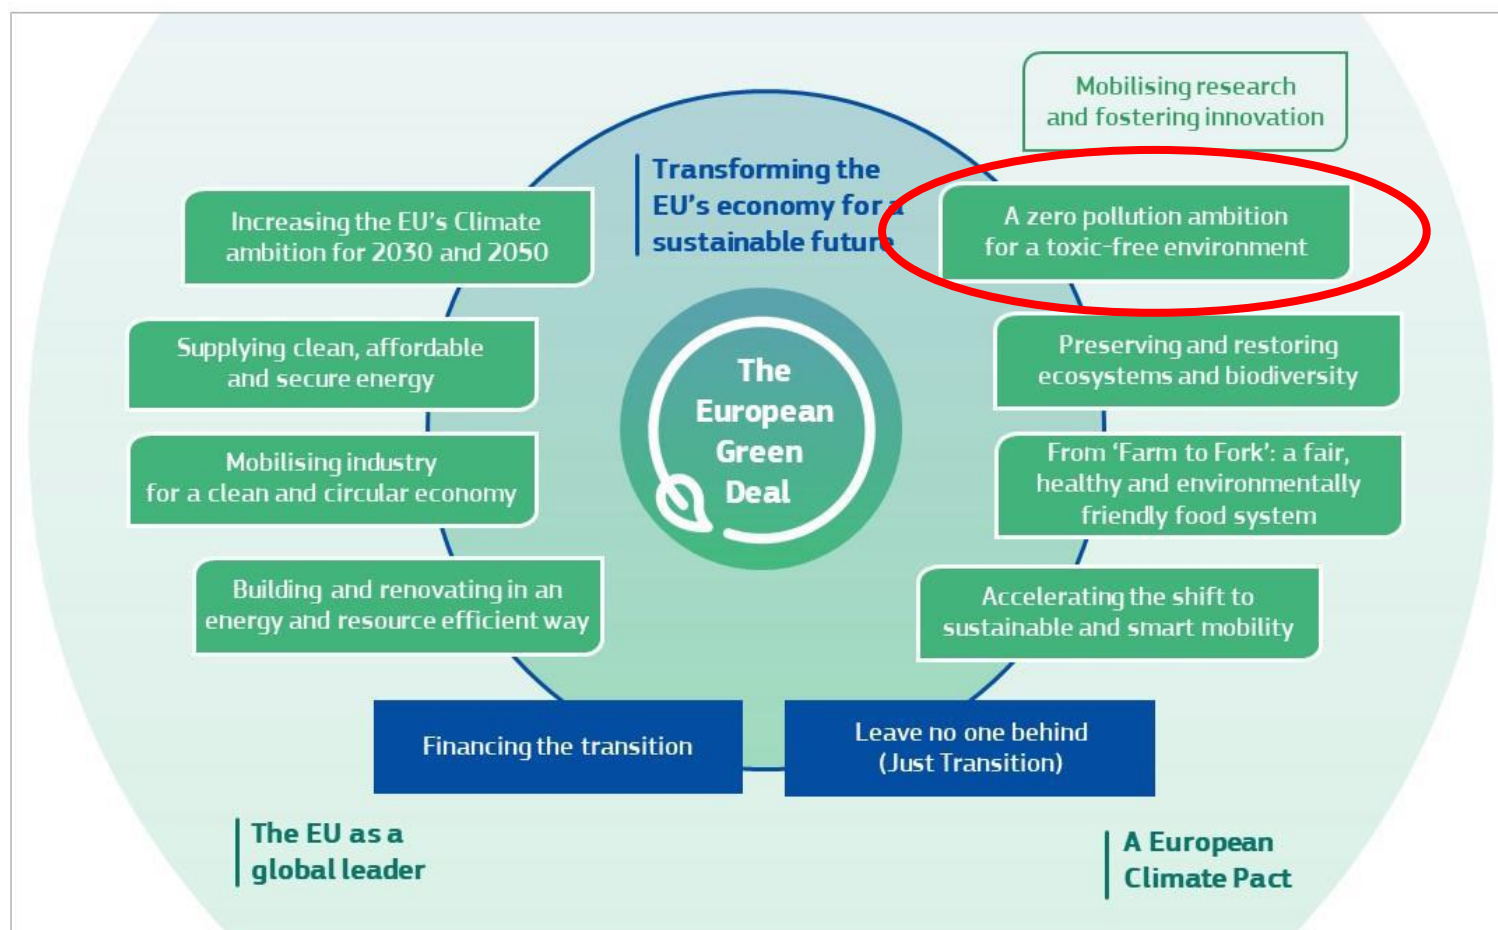 Mobilising research
and fostering innovation
Transforming the
EU's economy for a
sustainable future
Increasing the EU's Climate
ambition for 2030 and 2050
A zero pollution ambition
for a toxic-free environment
Supplying clean, affordable
and secure energy
Preserving and restoring
ecosystems and biodiversity
The
European
Green
Deal
Mobilising industry
for a clean and circular economy
From ‘Farm to Fork’: a fair,
healthy and environmentally
friendly food system
Building and renovating in an
energy and resource efficient way
Accelerating the shift to
sustainable and smart mobility
Financing the transition
Leave no one behind
(Just Transition)
The EU as a
global leader
A European
Climate Pact